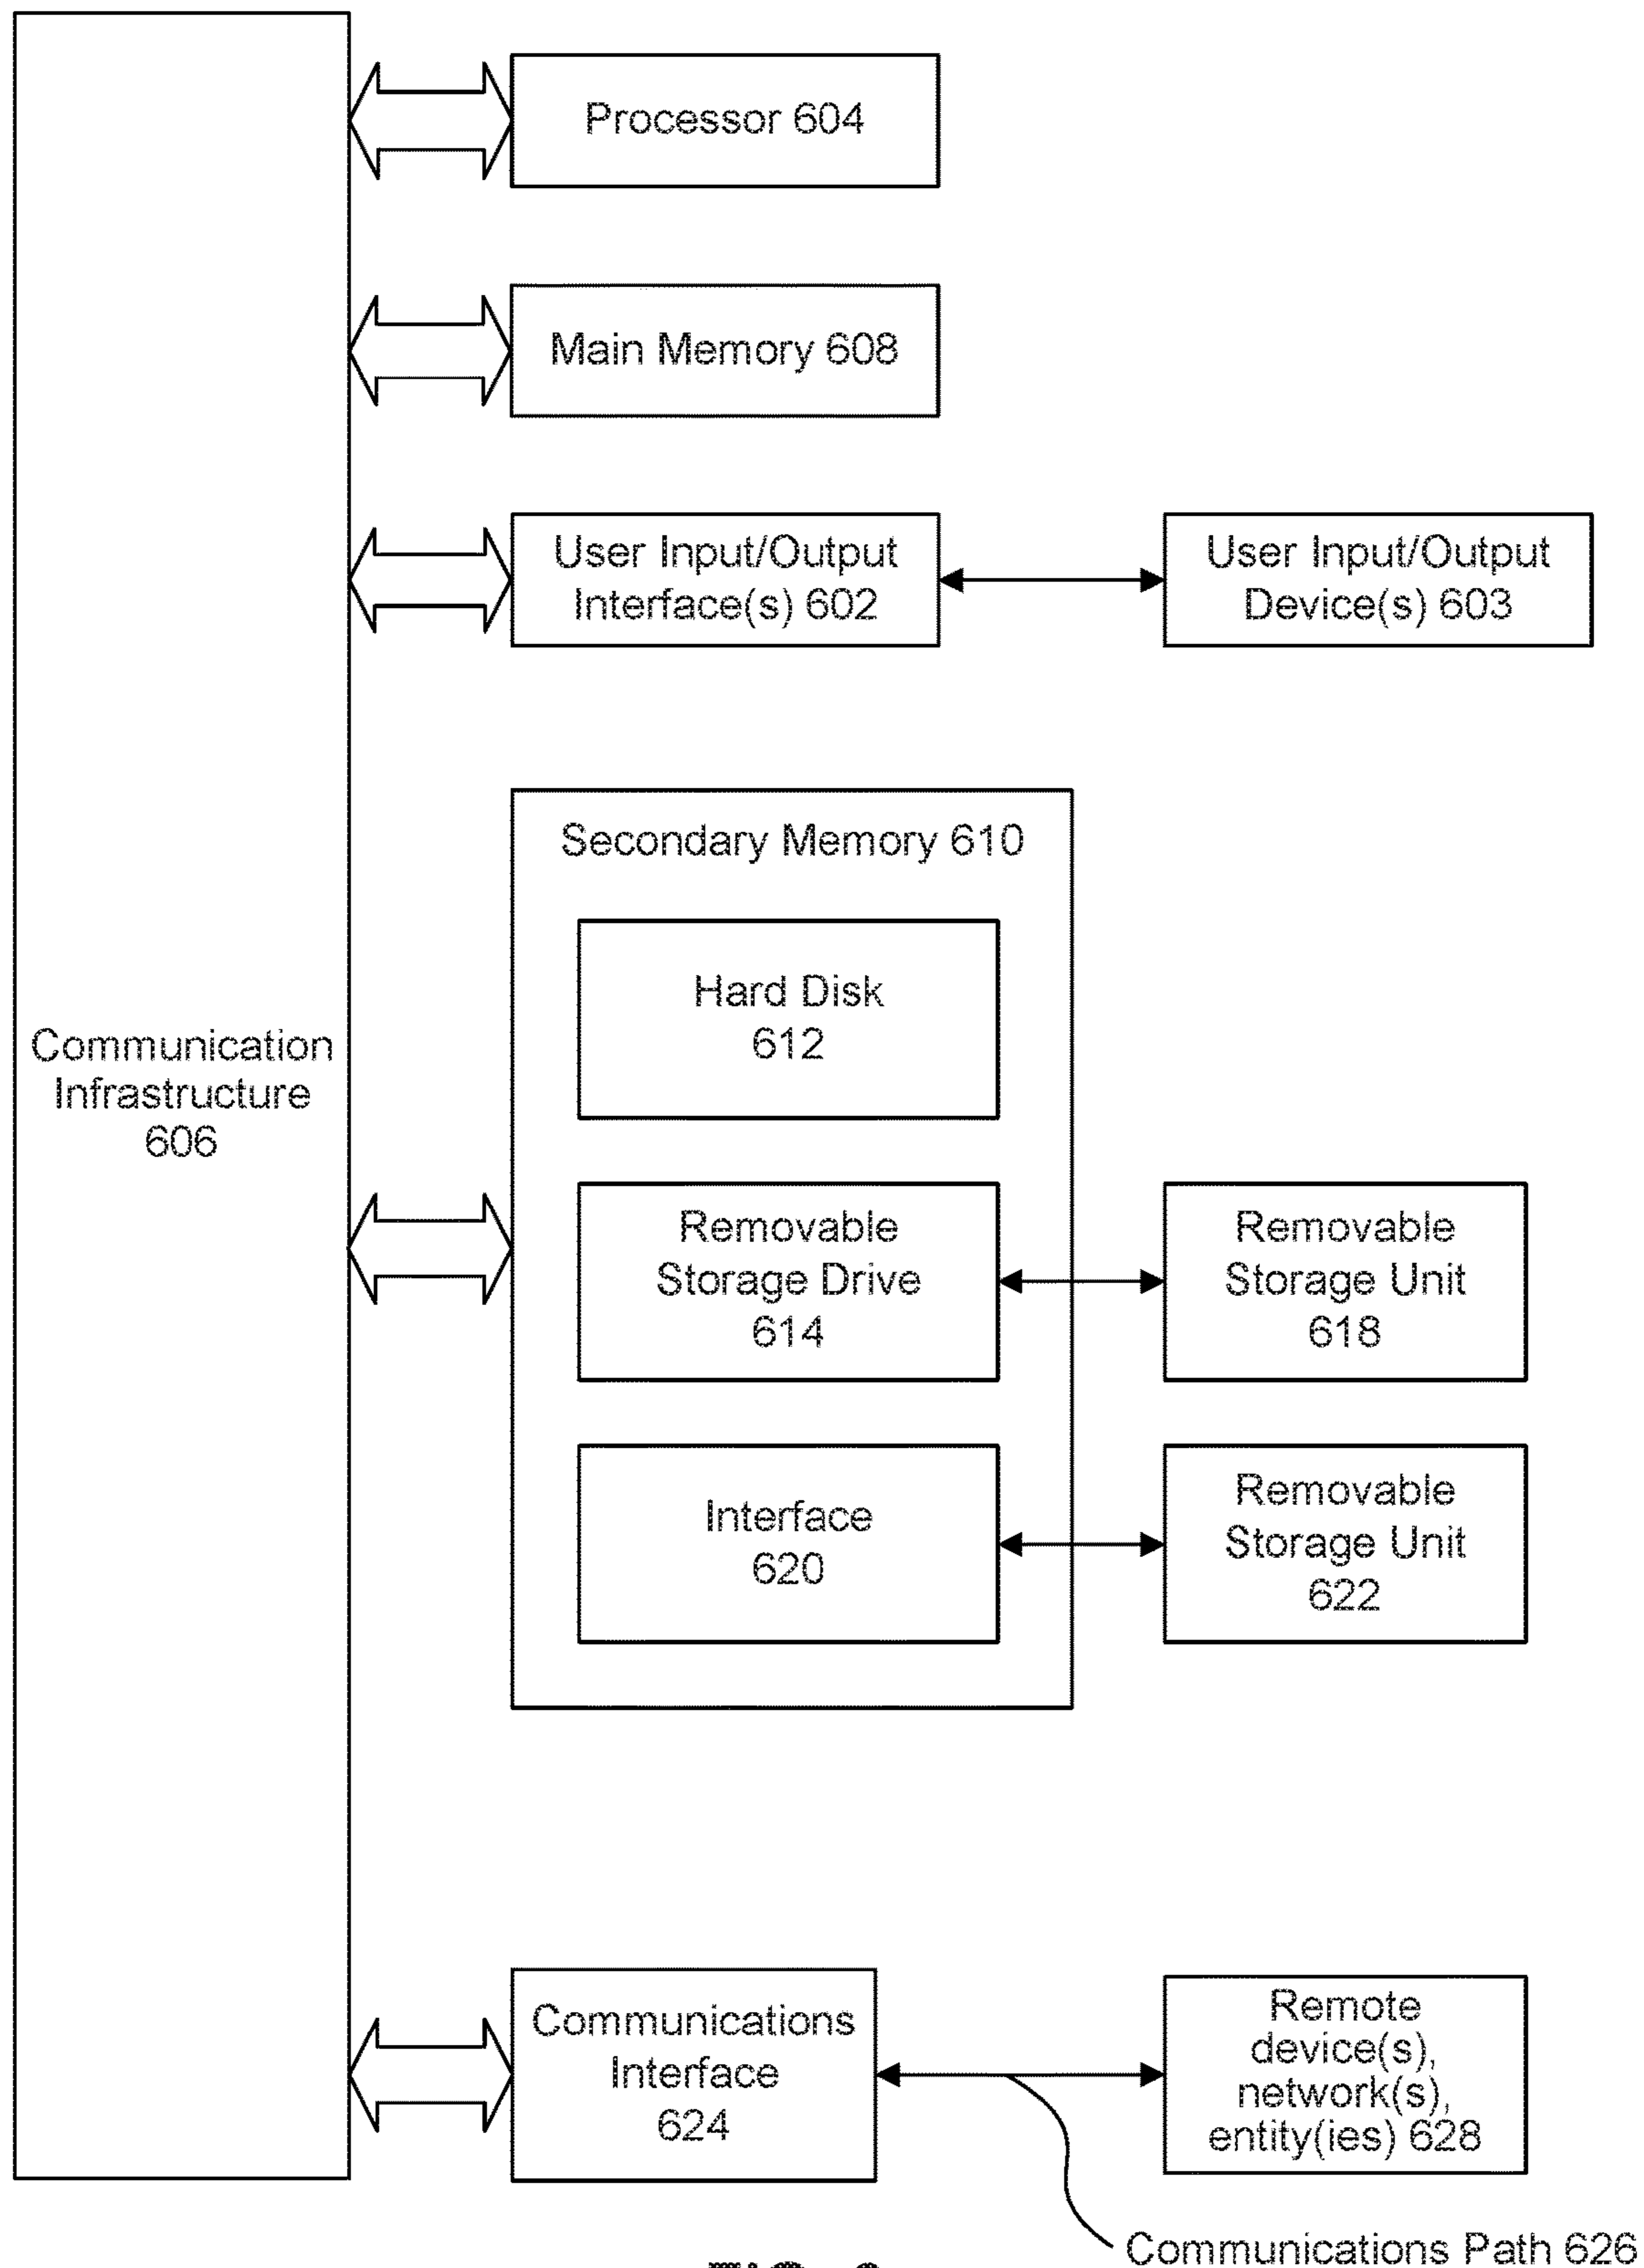 Processor 604
Main Memory 608
User Input/Output
Interface(s) 602
User Input/Output
Device(s) 603
Secondary Memory 610
Hard Disk
612
Communication
Infrastructure
606
Removable
Storage Drive
614
Removable
Storage Unit
618
Interface
620
Removable
Storage Unit
622
Communications
Interface
624
Remote
device(s),
network(s),
entity(ies) 628
Communications Path 626